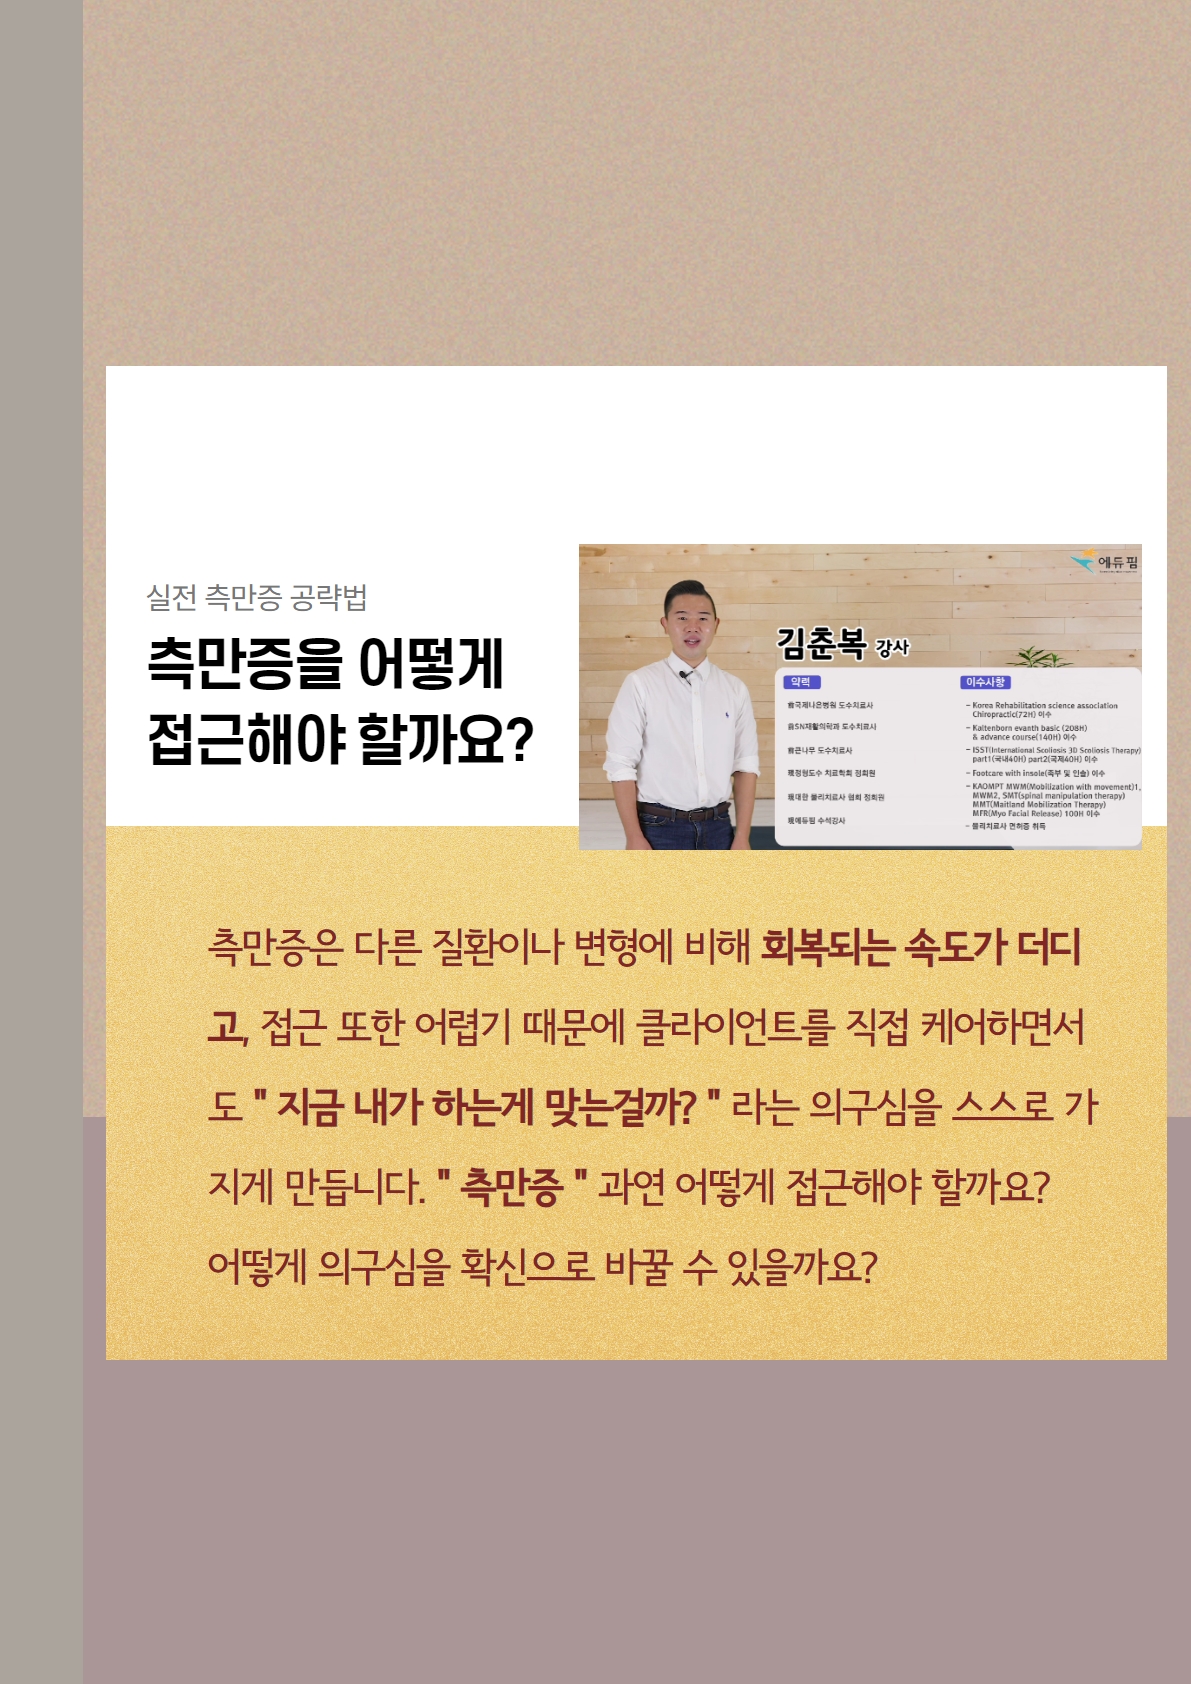 실전 측만증 공략법
측만증을 어떻게
접근해야 할까요?
에듀핌
김춘복 강사
약력
前국제나은병원 도수치료사
前SN재활의학과 도수치료사
前큰나무 도수치료사
現정형도수 치료학회 정회원
現대한 물리치료사 협회 정회원
現에듀핌 수석강사
이수사항
- Korea Rehabilitation science association
Chiropractic(72H) 이수
- Kaltenborn evanth basic (208H)
& advance course(140H) 이수
- ISST(International Scoliosis 3D Scoliosis Therapy)
part1(국내40H) part2(국제40H) 이수
- Footcare with insole(족부 및 인솔) 이수
- KAOMPT MWM(Mobilization with movement)1,
MWM2, SMT(spinal manipulation therapy)
MMT(Maitland Mobilization Therapy)
MFR(Myo Facial Release) 100H 이수
- 물리치료사 면허증 취득
측만증은 다른 질환이나 변형에 비해 회복되는 속도가 더디
고, 접근 또한 어렵기 때문에 클라이언트를 직접 케어하면서
도 " 지금 내가 하는게 맞는걸까? " 라는 의구심을 스스로 가
지게 만듭니다. " 측만증 " 과연 어떻게 접근해야 할까요?
어떻게 의구심을 확신으로 바꿀 수 있을까요?